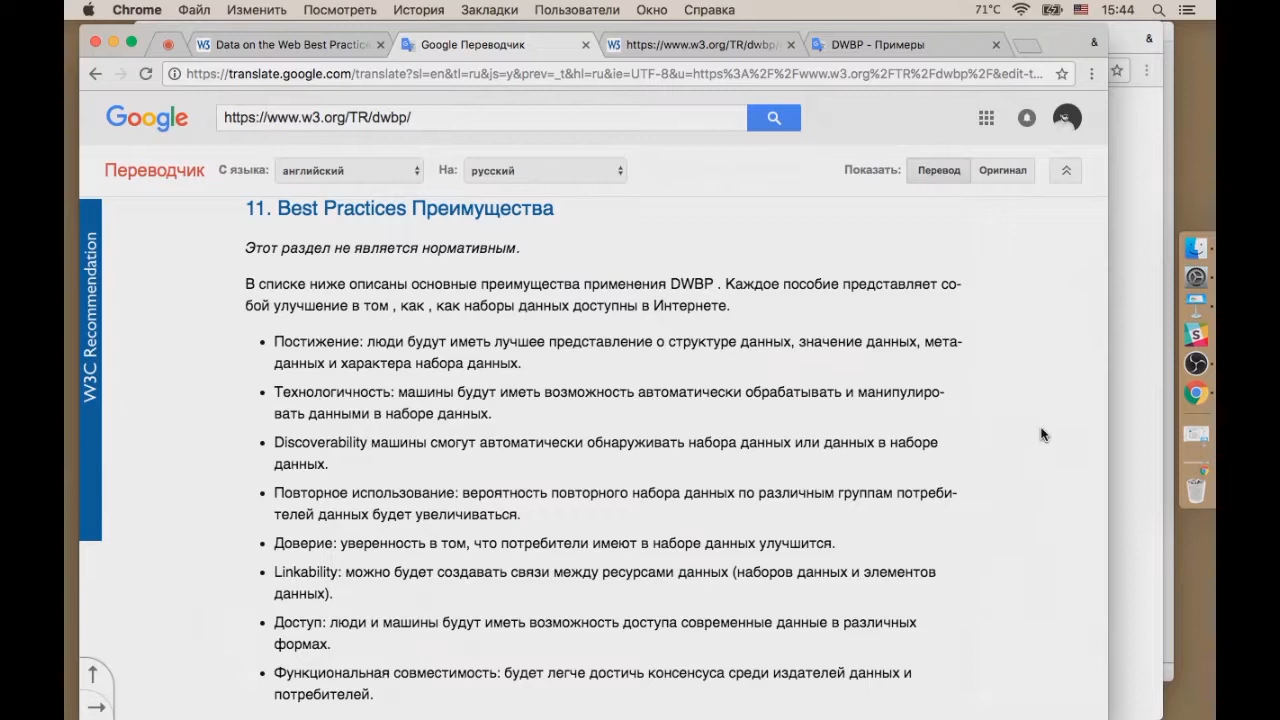 Chrome Файл Изменить Посмотреть История Закладки Пользователи Окно Справка 71°C 15:44
Data on the Web Best Practice Google Переводчик https://www.w3.org/TR/dwbp/ DWBP - Примеры
https://translate.google.com/translate?sl=en&tl=ru&js=y&prev=_t&hl=ru&ie=UTF-8&u=https%3A%2F%2Fwww.w3.org%2FTR%2Fdwbp%2F&edit-t...
Google https://www.w3.org/TR/dwbp/
Переводчик С языка: английский На: русский Показать: Перевод Оригинал
W3C Recommendation
11. Best Practices Преимущества
Этот раздел не является нормативным.
В списке ниже описаны основные преимущества применения DWBP . Каждое пособие представляет со-
бой улучшение в том , как , как наборы данных доступны в Интернете.
• Постижение: люди будут иметь лучшее представление о структуре данных, значение данных, мета-
данных и характера набора данных.
• Технологичность: машины будут иметь возможность автоматически обрабатывать и манипулиро-
вать данными в наборе данных.
• Discoverability машины смогут автоматически обнаруживать набора данных или данных в наборе
данных.
• Повторное использование: вероятность повторного набора данных по различным группам потреби-
телей данных будет увеличиваться.
• Доверие: уверенность в том, что потребители имеют в наборе данных улучшится.
• Linkability: можно будет создавать связи между ресурсами данных (наборов данных и элементов
данных).
• Доступ: люди и машины будут иметь возможность доступа современные данные в различных
формах.
• Функциональная совместимость: будет легче достичь консенсуса среди издателей данных и
потребителей.